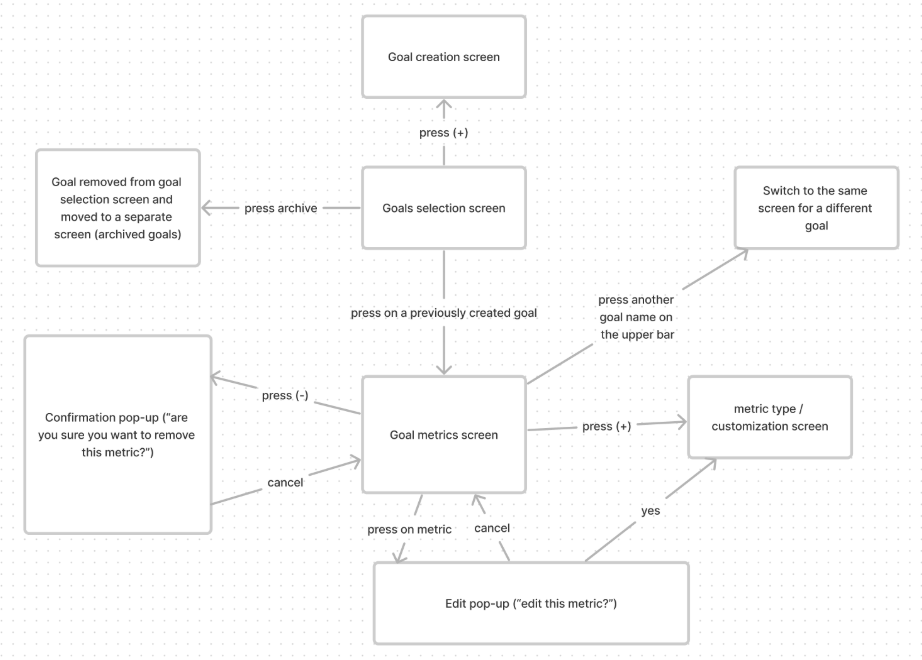 Goal creation screen
press (+)
Goal removed from goal
selection screen and
moved to a separate
screen (archived goals)
press archive
Goals selection screen
Switch to the same
screen for a different
goal
press on a previously created goal
press another
goal name on
the upper bar
Confirmation pop-up (“are
you sure you want to remove
this metric?”)
press (-)
cancel
Goal metrics screen
press (+)
metric type /
customization screen
press on metric
cancel
yes
Edit pop-up (“edit this metric?”)